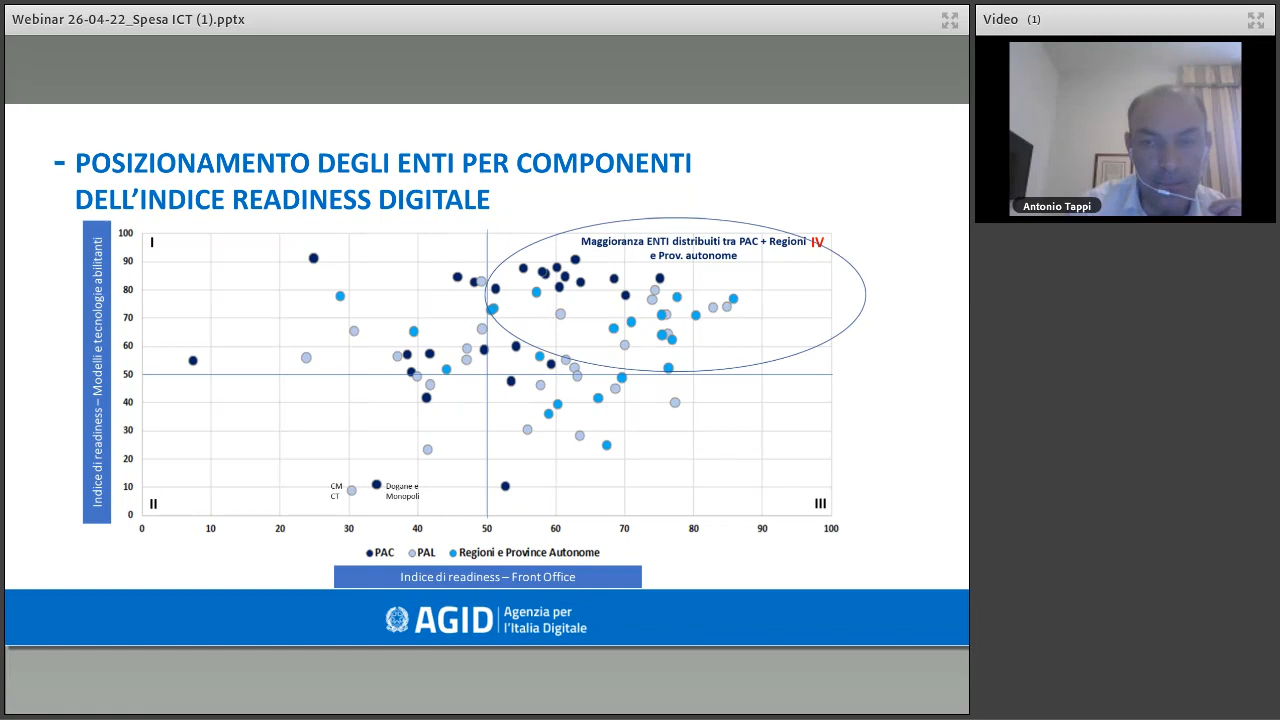 Webinar 26-04-22_Spesa ICT (1).pptx
Video (1)
Antonio Tappi
- POSIZIONAMENTO DEGLI ENTI PER COMPONENTI
DELL’INDICE READINESS DIGITALE
Indice di readiness – Modelli e tecnologie abilitanti
100
90
80
70
60
50
40
30
20
10
0
I
Maggioranza ENTI distribuiti tra PAC + Regioni IV
e Prov. autonome
CM
CT
Dogane e
Monopoli
II
III
0 10 20 30 40 50 60 70 80 90 100
PAC PAL Regioni e Province Autonome
Indice di readiness – Front Office
AGID
Agenzia per
l’Italia Digitale